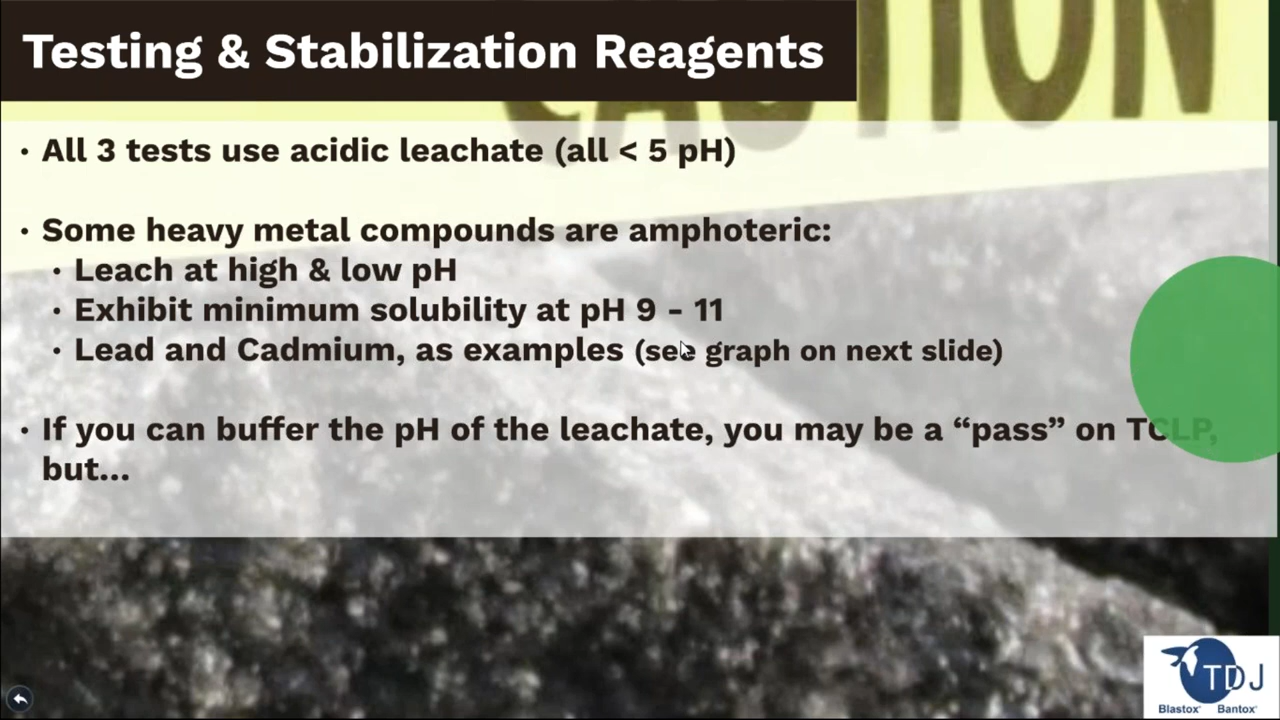 CAUTION
Testing & Stabilization Reagents
• All 3 tests use acidic leachate (all < 5 pH)
• Some heavy metal compounds are amphoteric:
• Leach at high & low pH
• Exhibit minimum solubility at pH 9 - 11
• Lead and Cadmium, as examples (see graph on next slide)
• If you can buffer the pH of the leachate, you may be a “pass” on TCLP,
but...
TDJ
Blastox® Bantox®